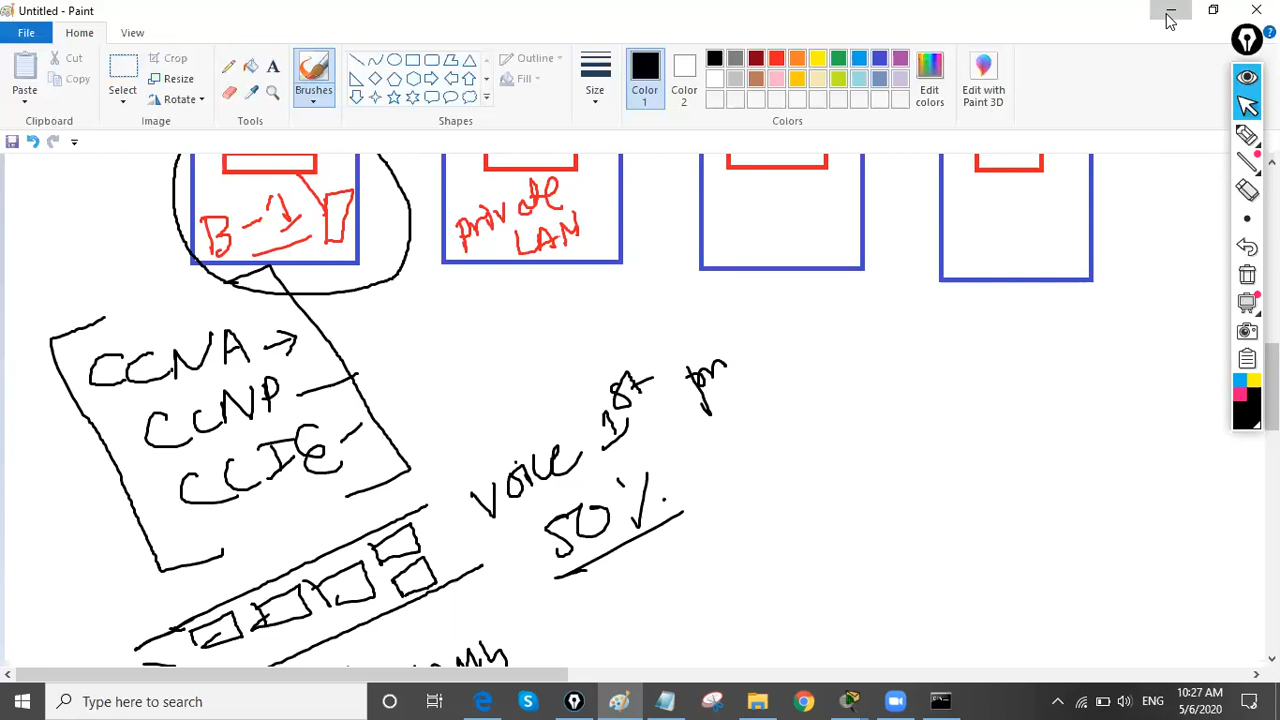 Untitled - Paint
File
Home
View
Paste
Cut
Copy
Clipboard
Select
Crop
Resize
Rotate
Image
Tools
Brushes
Shapes
Outline
Fill
Size
Color 1
Color 2
Colors
Edit colors
Edit with Paint 3D
B-1
private
LAN
CCNA →
CCNP —
CCIE -
Voice 1st pr
50%
Type here to search
ENG
10:27 AM
5/6/2020